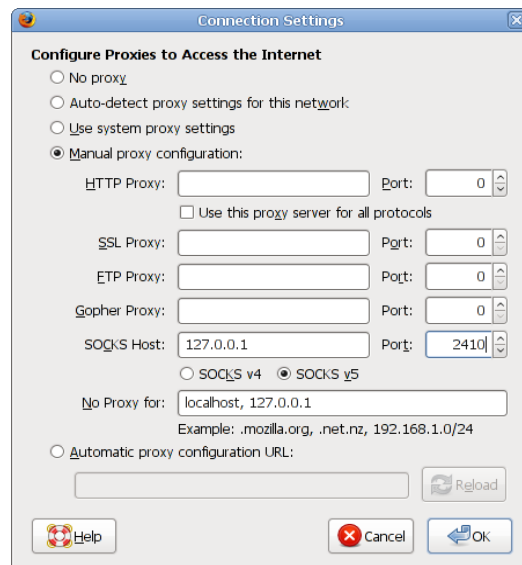 Connection Settings
Configure Proxies to Access the Internet
No proxy
Auto-detect proxy settings for this network
Use system proxy settings
Manual proxy configuration:
HTTP Proxy: Port: 0
Use this proxy server for all protocols
SSL Proxy: Port: 0
FTP Proxy: Port: 0
Gopher Proxy: Port: 0
SOCKS Host: 127.0.0.1 Port: 2410
SOCKS v4 SOCKS v5
No Proxy for: localhost, 127.0.0.1
Example: .mozilla.org, .net.nz, 192.168.1.0/24
Automatic proxy configuration URL:
Reload
Help Cancel OK